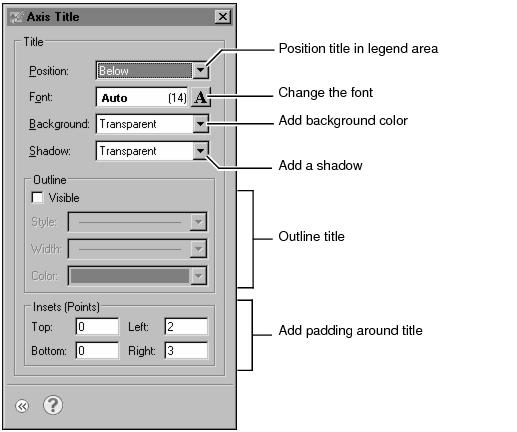 Axis Title
Title
Position: Below
Position title in legend area
Font: Auto (14) A
Change the font
Background: Transparent
Add background color
Shadow: Transparent
Add a shadow
Outline
Visible
Style:
Width:
Color:
Outline title
Insets (Points)
Top: 0 Left: 2
Bottom: 0 Right: 3
Add padding around title
?